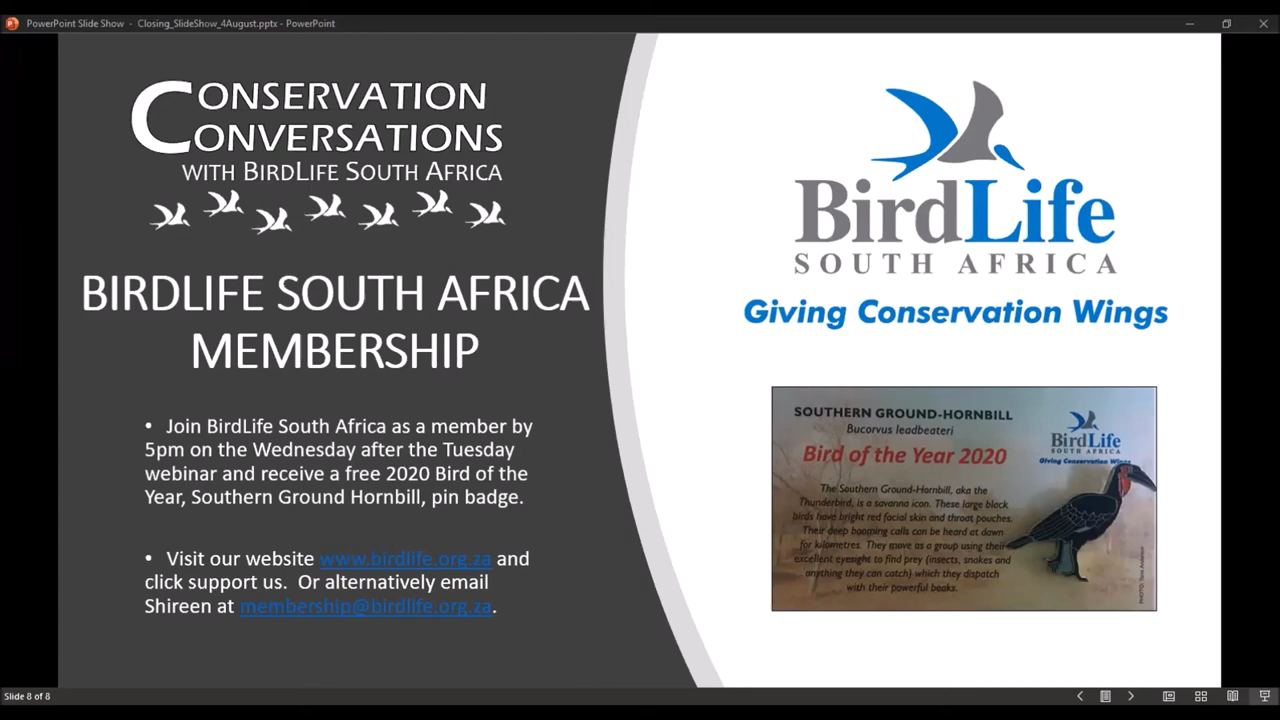 PowerPoint Slide Show - Closing_SlideShow_4August.pptx - PowerPoint
CONSERVATION
CONVERSATIONS
WITH BIRDLIFE SOUTH AFRICA
BIRDLIFE SOUTH AFRICA
MEMBERSHIP
• Join BirdLife South Africa as a member by
5pm on the Wednesday after the Tuesday
webinar and receive a free 2020 Bird of the
Year, Southern Ground Hornbill, pin badge.
• Visit our website www.birdlife.org.za and
click support us. Or alternatively email
Shireen at membership@birdlife.org.za.
BirdLife
SOUTH AFRICA
Giving Conservation Wings
SOUTHERN GROUND-HORNBILL
Bucorvus leadbeateri
Bird of the Year 2020
BirdLife
SOUTH AFRICA
Giving Conservation Wings
The Southern Ground-Hornbill, aka the
Thunderbird, is a savanna icon. These large black
birds have bright red facial skin and throat pouches.
Their deep booming calls can be heard at dawn
for kilometres. They move as a group using their
excellent eyesight to find prey (insects, snakes and
anything they can catch) which they dispatch
with their powerful beaks.
Slide 8 of 8